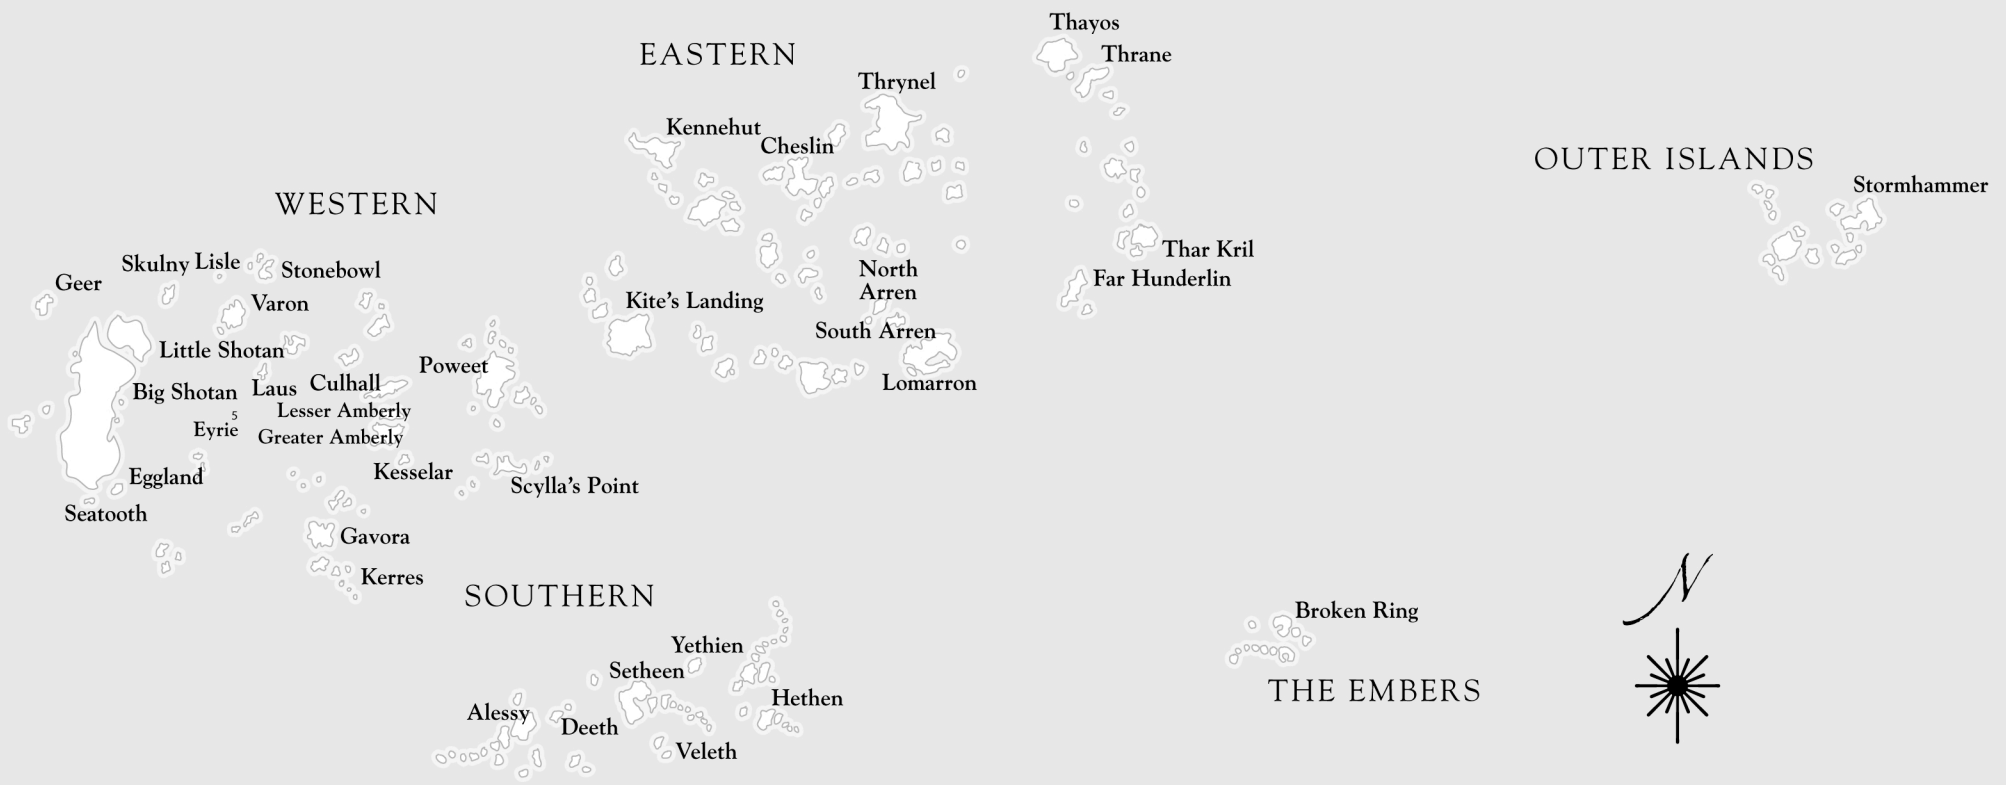 Thayos
EASTERN
Thrane
Thrynel
Kennehut
Cheslin
OUTER ISLANDS
Stormhammer
WESTERN
Thar Kril
Skulny
Lisle
Stonebowl
North
Arren
Far Hunderlin
Geer
Varon
Kite's Landing
South Arren
Little Shotan
Poweet
Lomarron
Big Shotan
Laus
Culhall
Lesser Amberly
5
Eyrie
Greater Amberly
Kesselar
Eggland
Scylla's Point
Seatooth
Gavora
Kerres
N
SOUTHERN
Broken Ring
Yethien
Setheen
THE EMBERS
Hethen
Alessy
Deeth
Veleth